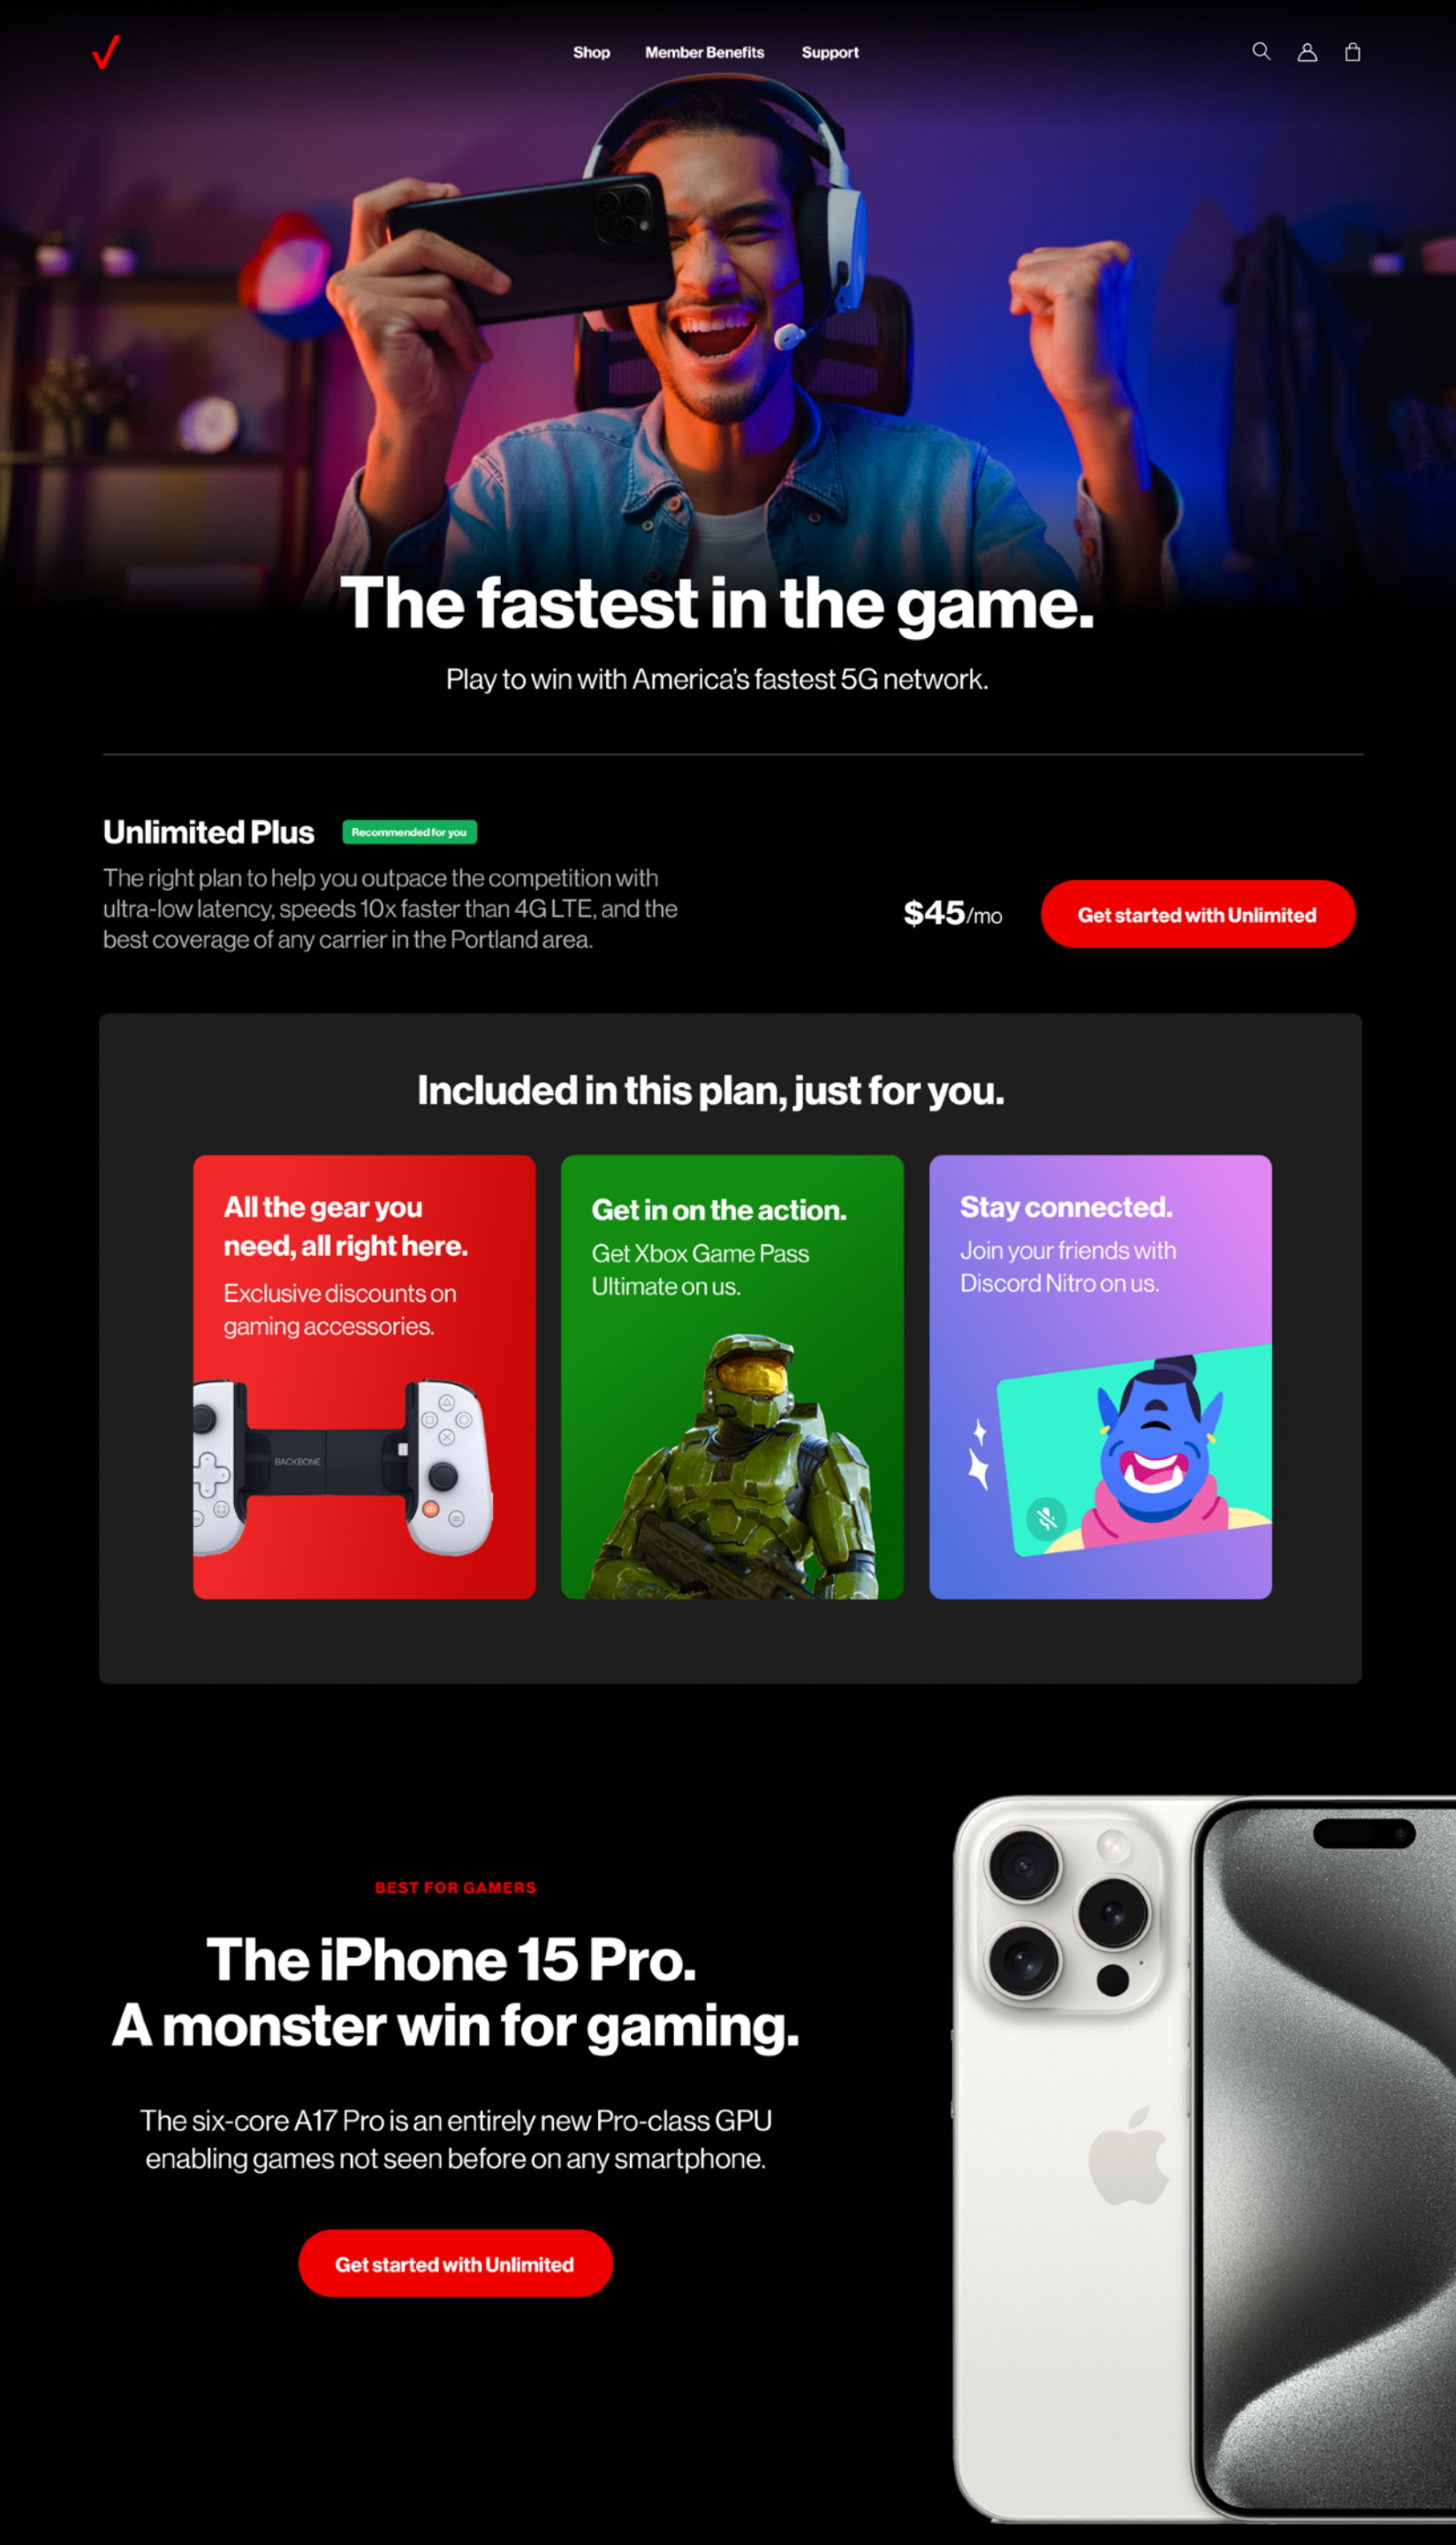 Shop Member Benefits Support
The fastest in the game.
Play to win with America's fastest 5G network.
Unlimited Plus Recommended for you
The right plan to help you outpace the competition with
ultra-low latency, speeds 10x faster than 4G LTE, and the
best coverage of any carrier in the Portland area.
$45/mo
Get started with Unlimited
Included in this plan, just for you.
All the gear you
need, all right here.
Exclusive discounts on
gaming accessories.
BACKBONE
Get in on the action.
Get Xbox Game Pass
Ultimate on us.
Stay connected.
Join your friends with
Discord Nitro on us.
BEST FOR GAMERS
The iPhone 15 Pro.
A monster win for gaming.
The six-core A17 Pro is an entirely new Pro-class GPU
enabling games not seen before on any smartphone.
Get started with Unlimited